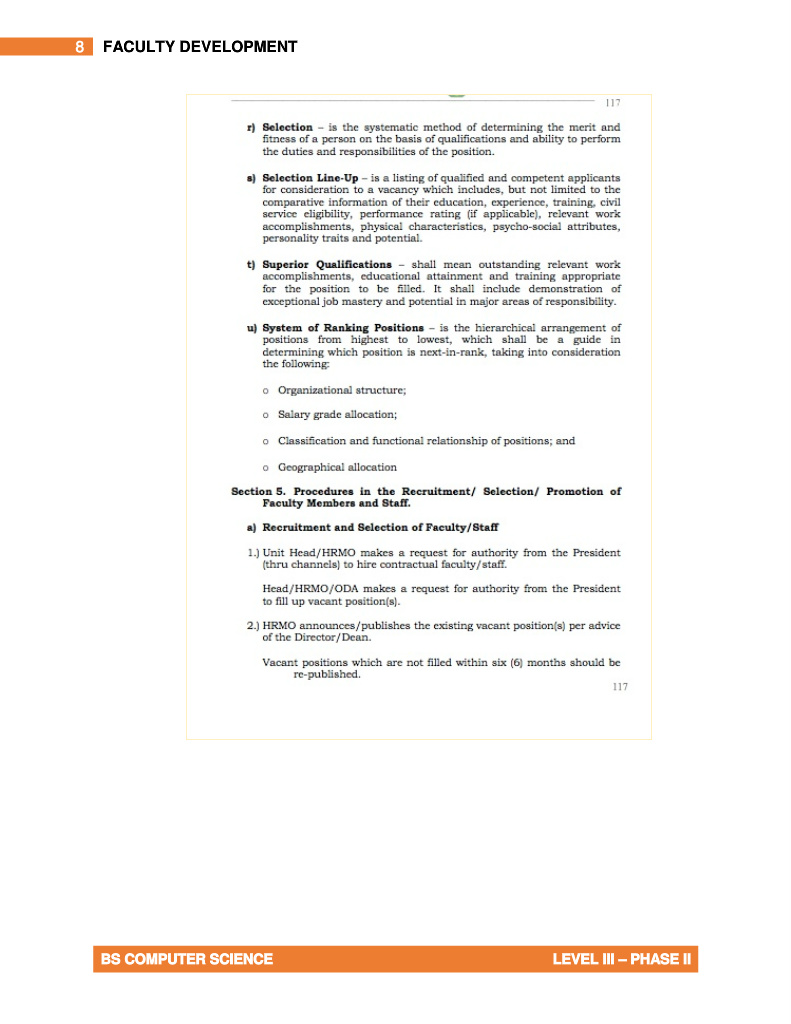 8 FACULTY DEVELOPMENT
117
r) Selection – is the systematic method of determining the merit and
fitness of a person on the basis of qualifications and ability to perform
the duties and responsibilities of the position.
s) Selection Line-Up – is a listing of qualified and competent applicants
for consideration to a vacancy which includes, but not limited to the
comparative information of their education, experience, training, civil
service eligibility, performance rating (if applicable), relevant work
accomplishments, physical characteristics, psycho-social attributes,
personality traits and potential.
t) Superior Qualifications – shall mean outstanding relevant work
accomplishments, educational attainment and training appropriate
for the position to be filled. It shall include demonstration of
exceptional job mastery and potential in major areas of responsibility.
u) System of Ranking Positions – is the hierarchical arrangement of
positions from highest to lowest, which shall be a guide in
determining which position is next-in-rank, taking into consideration
the following:
o Organizational structure;
o Salary grade allocation;
o Classification and functional relationship of positions; and
o Geographical allocation
Section 5. Procedures in the Recruitment/ Selection/ Promotion of
Faculty Members and Staff.
a) Recruitment and Selection of Faculty/Staff
1.) Unit Head/HRMO makes a request for authority from the President
(thru channels) to hire contractual faculty/staff.
Head/HRMO/ODA makes a request for authority from the President
to fill up vacant position(s).
2.) HRMO announces/publishes the existing vacant position(s) per advice
of the Director/Dean.
Vacant positions which are not filled within six (6) months should be
re-published.
117
BS COMPUTER SCIENCE LEVEL III – PHASE II